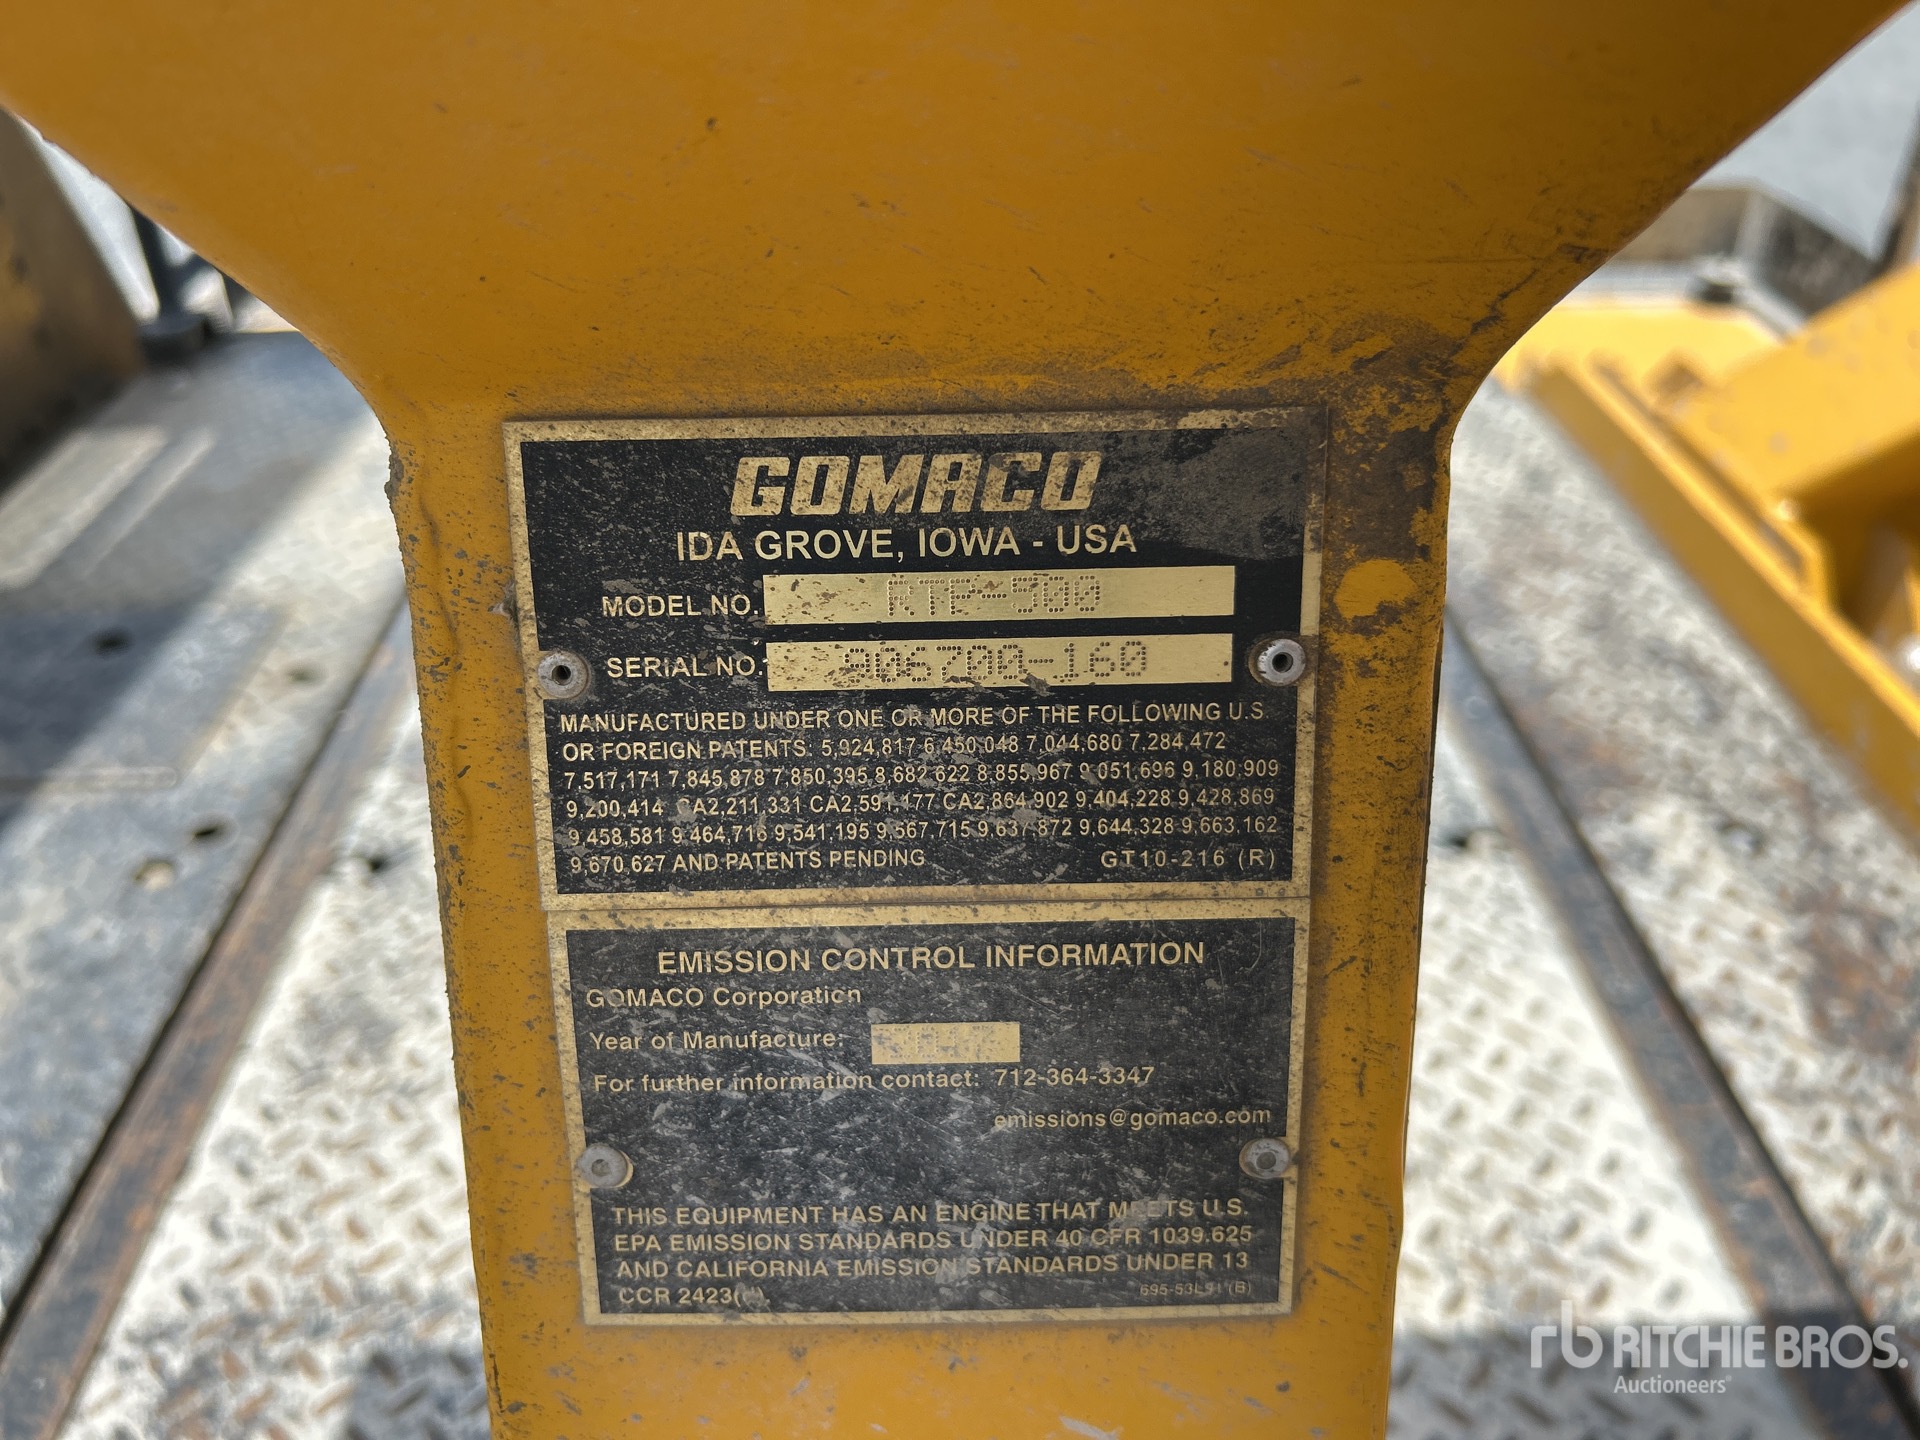 GOMACO
IDA GROVE, IOWA - USA
MODEL NO. RTP-500
SERIAL NO. 906700-160
MANUFACTURED UNDER ONE OR MORE OF THE FOLLOWING U.S
OR FOREIGN PATENTS: 5,924,817 6,450,048 7,044,680 7,284,472
7,517,171 7,845,878 7,850,395 8,682,622 8,855,967 9,051,696 9,180,909
9,200,414 CA2,211,331 CA2,591,177 CA2,864,902 9,404,228 9,428,869
9,458,581 9,464,716 9,541,195 9,567,715 9,637,872 9,644,328 9,663,162
9,670,627 AND PATENTS PENDING GT10-216 (R)
EMISSION CONTROL INFORMATION
GOMACO Corporation
Year of Manufacture:
For further information contact: 712-364-3347
emissions@gomaco.com
THIS EQUIPMENT HAS AN ENGINE THAT MEETS U.S.
EPA EMISSION STANDARDS UNDER 40 CFR 1039.625
AND CALIFORNIA EMISSION STANDARDS UNDER 13
CCR 2423(d).
rb RITCHIE BROS.
Auctioneers